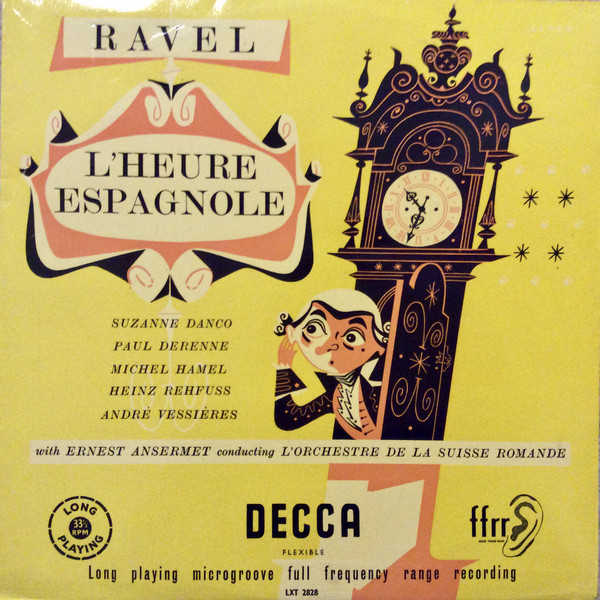 RAVEL
L'HEURE
ESPAGNOLE
SUZANNE DANCO
PAUL DERENNE
MICHEL HAMEL
HEINZ REHFUSS
ANDRÉ VESSIÈRES
with ERNEST ANSERMET conducting L'ORCHESTRE DE LA SUISSE ROMANDE
LONG
33⅓
RPM
PLAYING
DECCA
FLEXIBLE
ffrr
Long playing microgroove full frequency range recording
LXT 2828